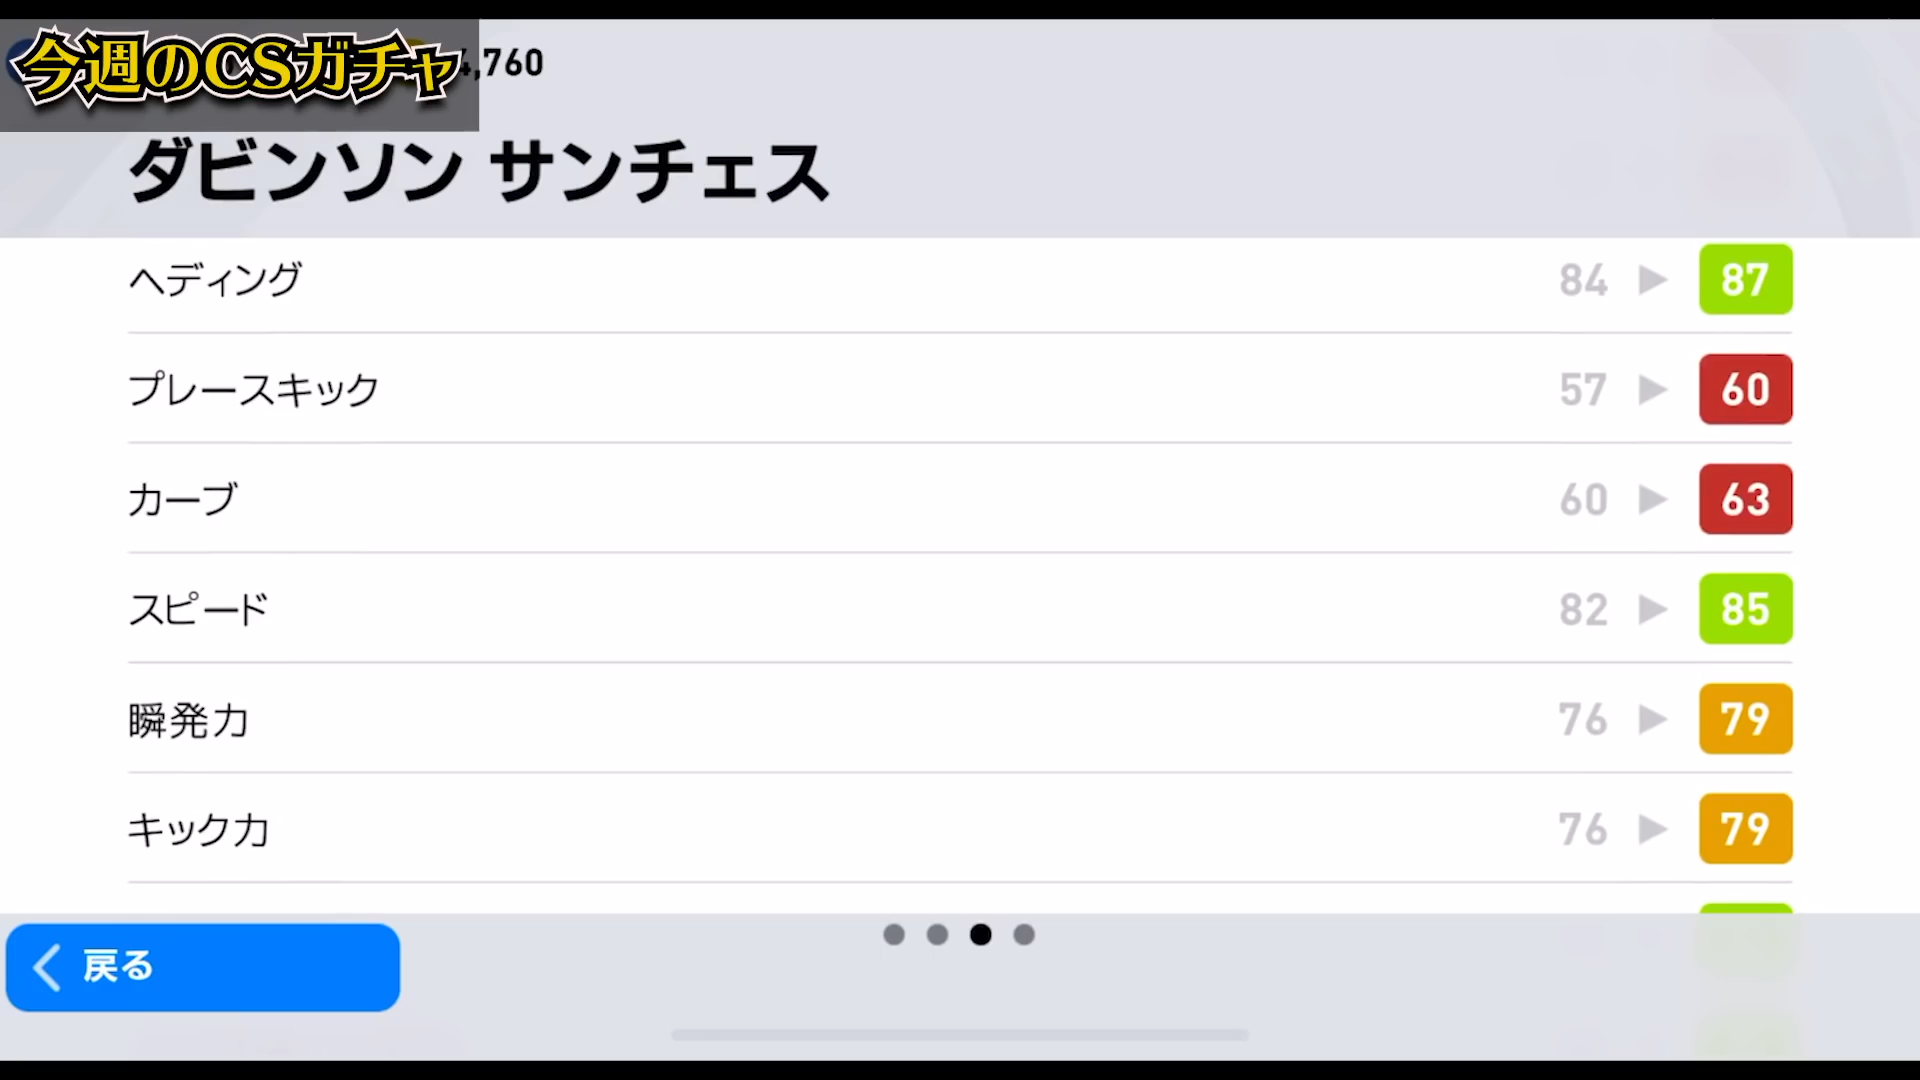 今週のCSガチャ
4,760
ダビンソン サンチェス
ヘディング 84 ▶ 87
プレースキック 57 ▶ 60
カーブ 60 ▶ 63
スピード 82 ▶ 85
瞬発力 76 ▶ 79
キック力 76 ▶ 79
戻る